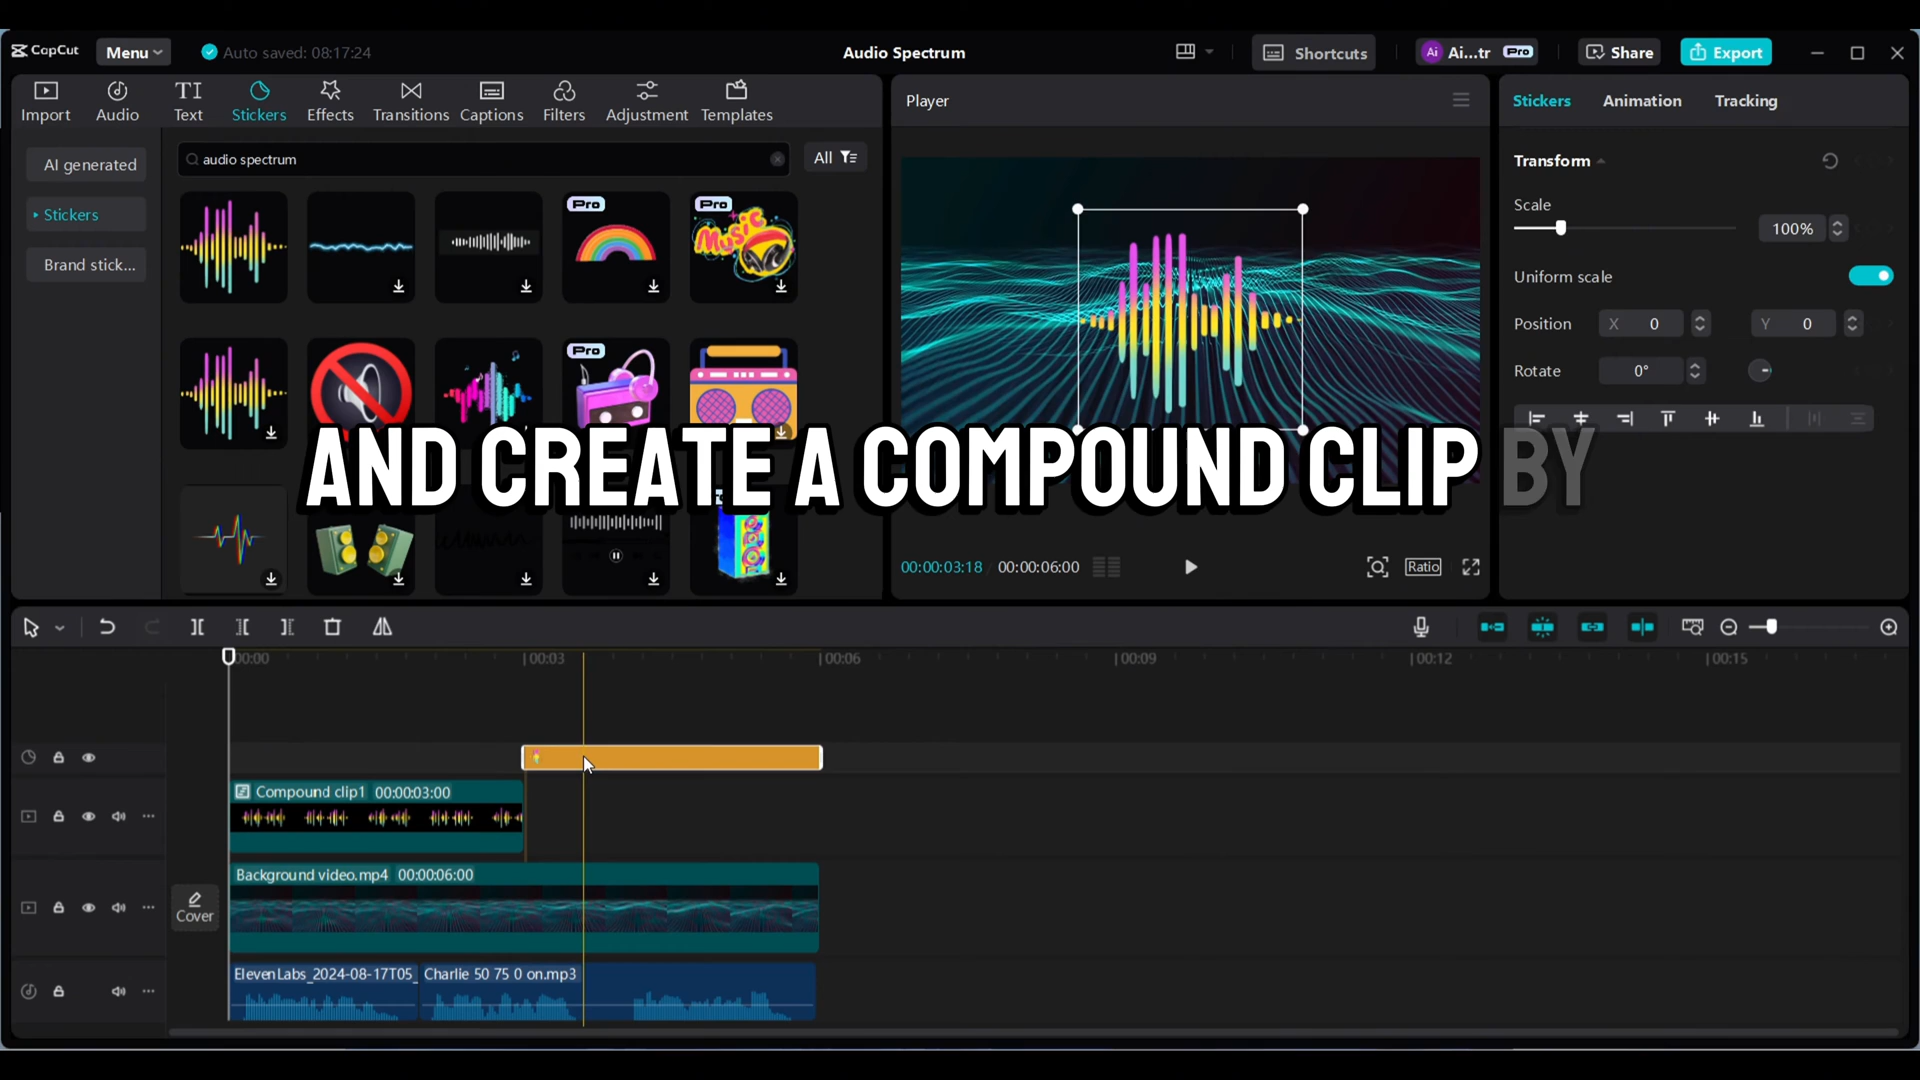 CapCut
Menu
Auto saved: 08:17:24
Audio Spectrum
Shortcuts
Ai
Ai...tr
Pro
Share
Export
Import
Audio
TI
Text
Stickers
Effects
Transitions
Captions
Filters
Adjustment
Templates
Player
Stickers
Animation
Tracking
AI generated
Stickers
Brand stick...
audio spectrum
All
Pro
Pro
MUSIC
Pro
Transform
Scale
100%
Uniform scale
Position
X 0
Y 0
Rotate
0°
AND CREATE A COMPOUND CLIP BY
00:00:03:18
00:00:06:00
Ratio
00:00
00:03
00:06
00:09
00:12
00:15
Compound clip1 00:00:03:00
Background video.mp4 00:00:06:00
Cover
ElevenLabs_2024-08-17T05_
Charlie 50 75 0 on.mp3